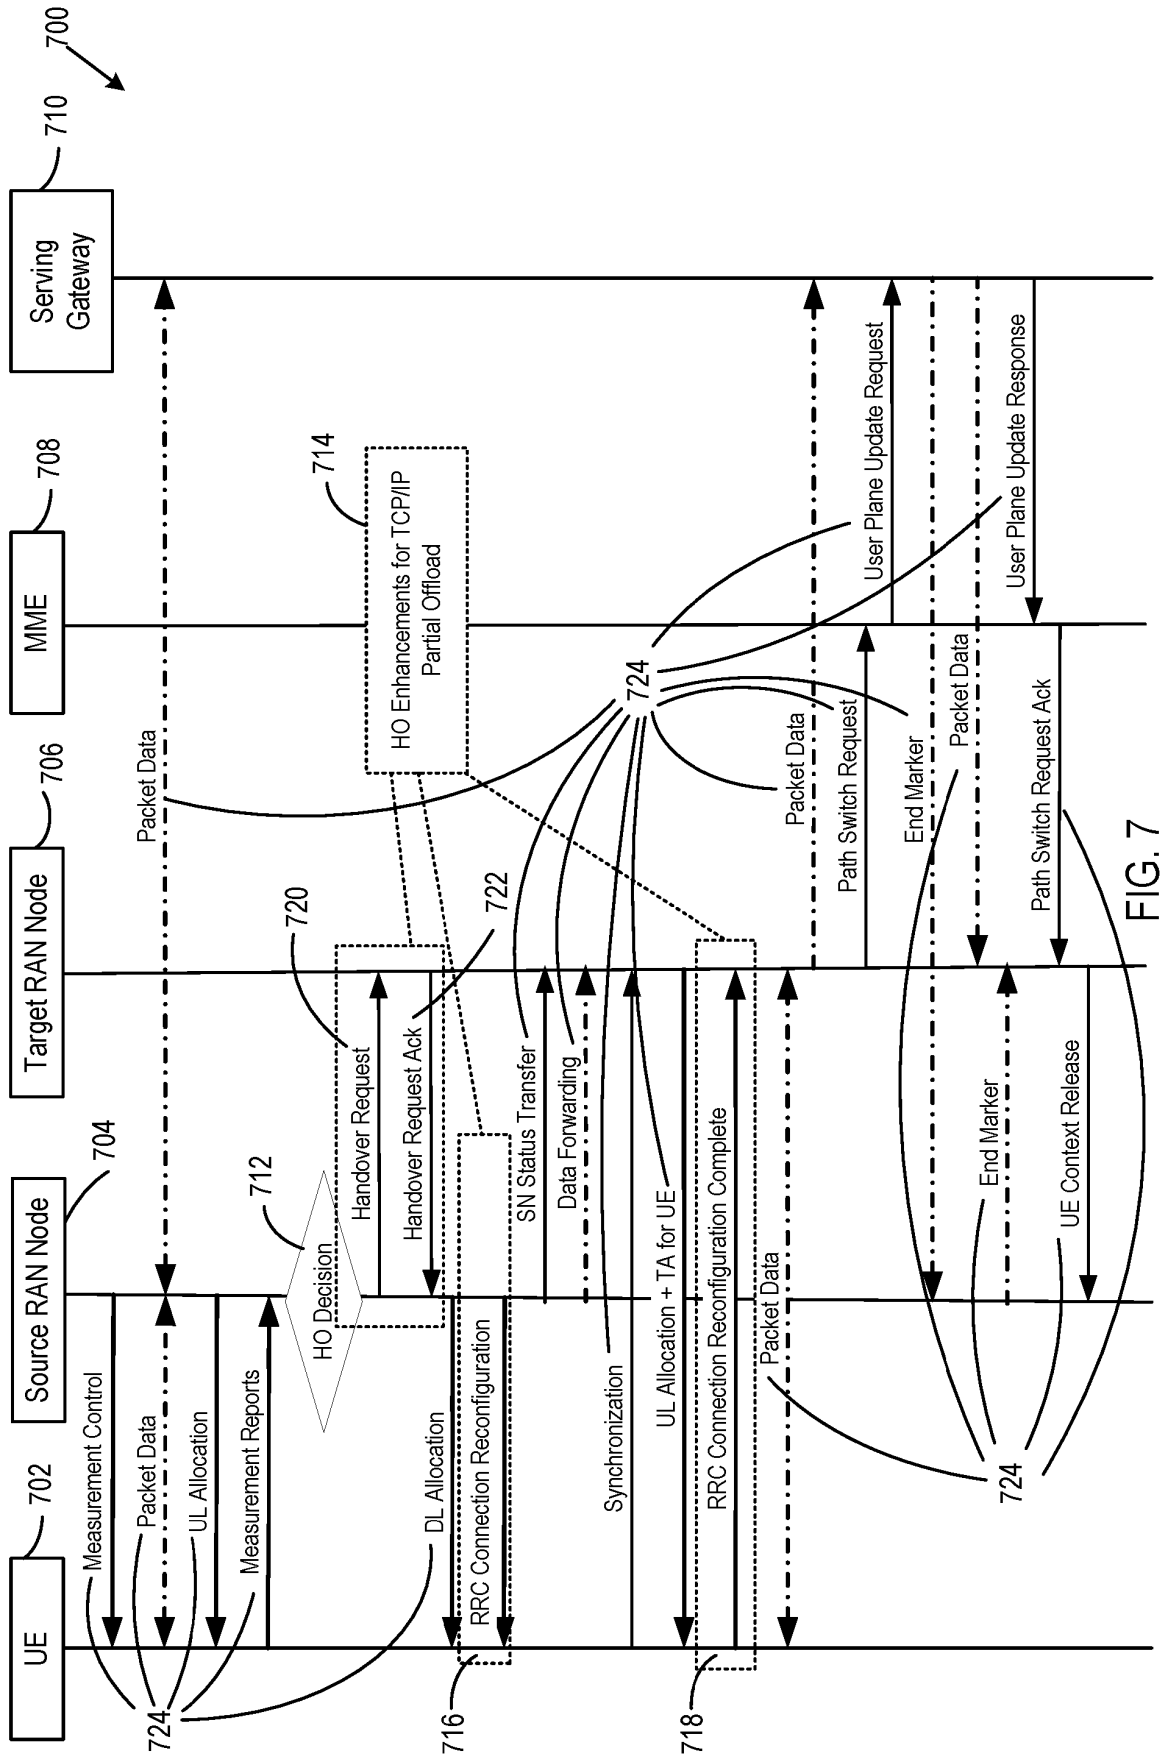 700
UE
702
Source RAN Node
704
Target RAN Node
706
MME
708
Serving
Gateway
710
Measurement Control
Packet Data
Packet Data
UL Allocation
Measurement Reports
724
HO Decision
712
HO Enhancements for TCP/IP
Partial Offload
714
Handover Request
720
Handover Request Ack
722
DL Allocation
RRC Connection Reconfiguration
716
SN Status Transfer
Data Forwarding
724
Synchronization
UL Allocation + TA for UE
RRC Connection Reconfiguration Complete
718
Packet Data
Packet Data
Path Switch Request
User Plane Update Request
End Marker
Packet Data
End Marker
User Plane Update Response
Path Switch Request Ack
UE Context Release
724
FIG. 7